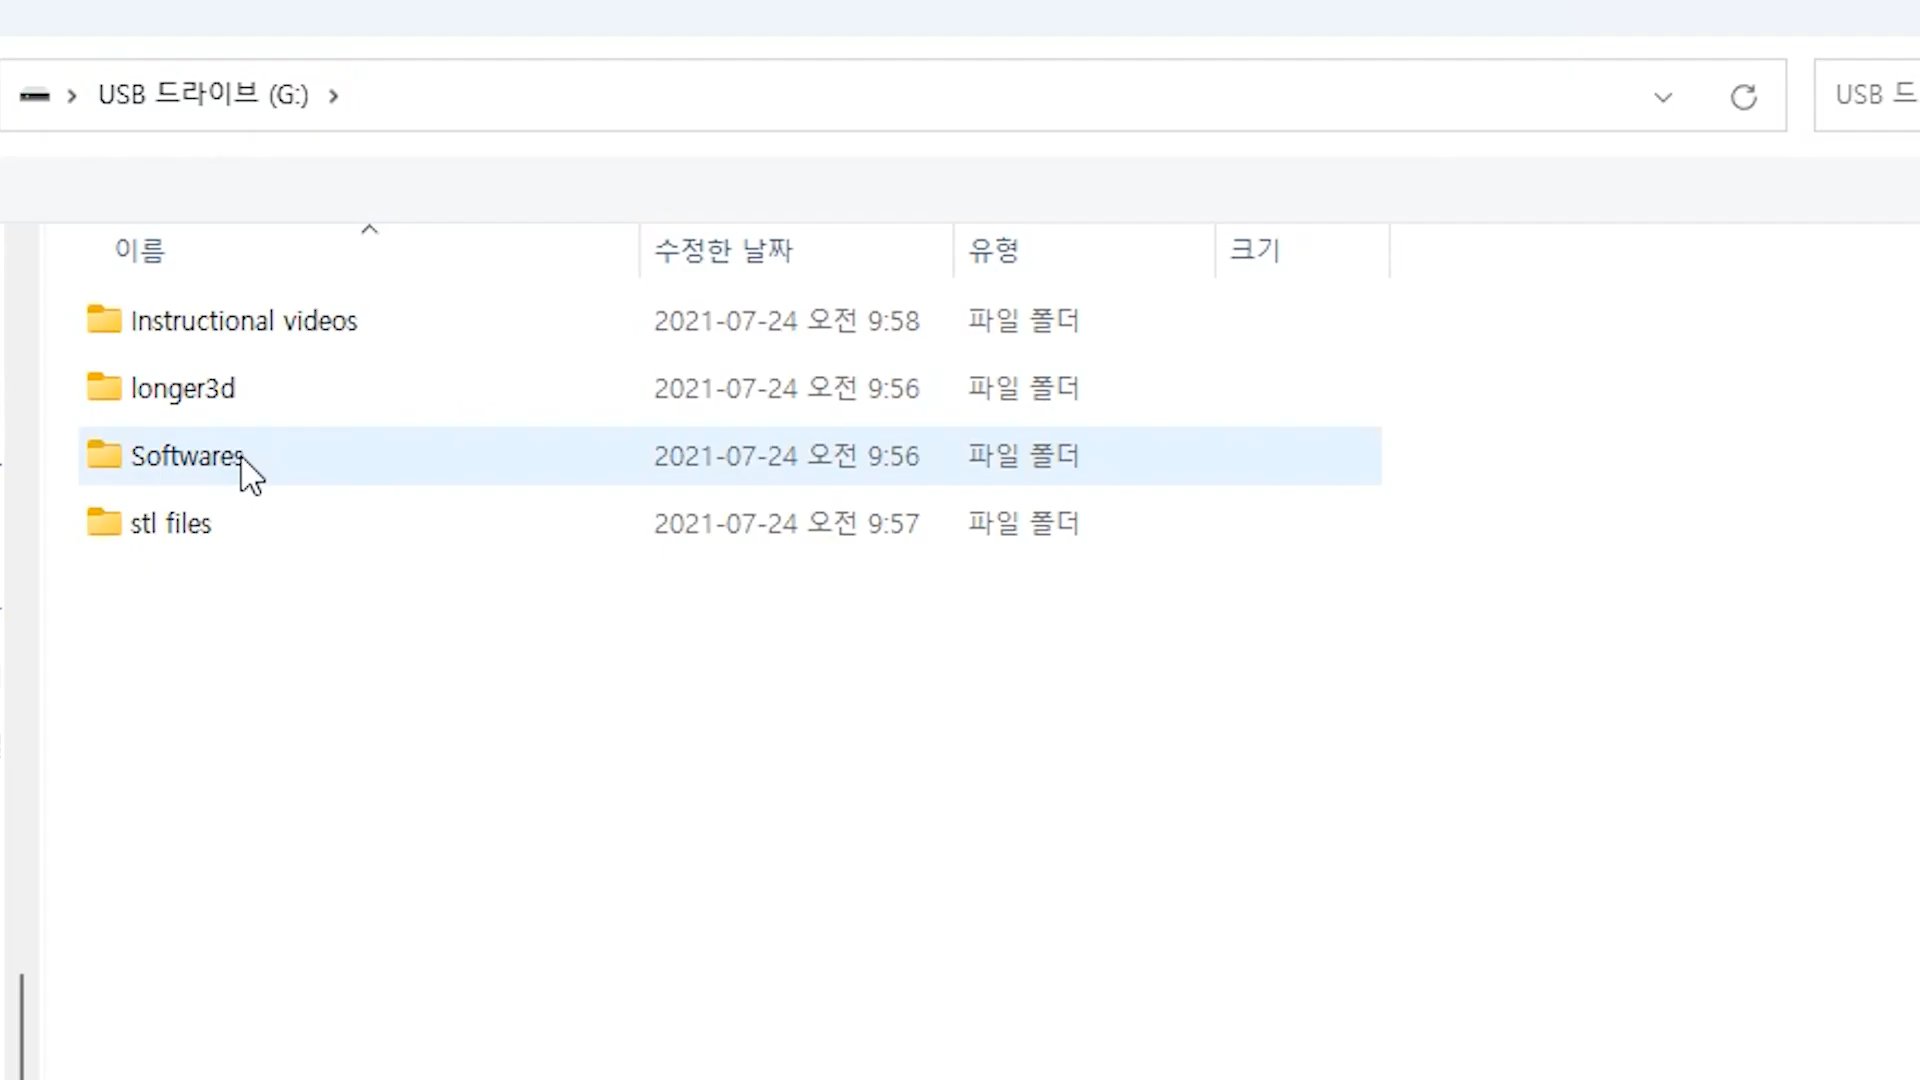 USB 드라이브 (G:)
USB 드
이름 수정한 날짜 유형 크기
Instructional videos 2021-07-24 오전 9:58 파일 폴더
longer3d 2021-07-24 오전 9:56 파일 폴더
Softwares 2021-07-24 오전 9:56 파일 폴더
stl files 2021-07-24 오전 9:57 파일 폴더